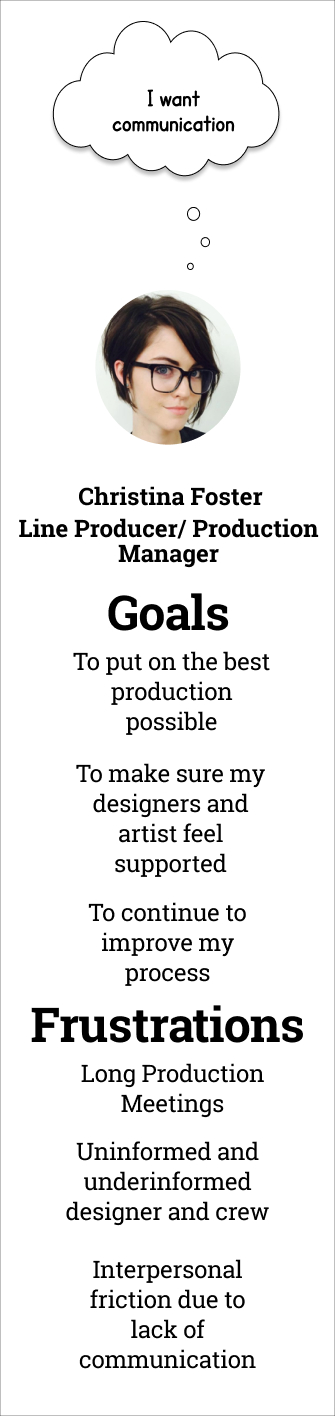 I want
communication
Christina Foster
Line Producer/ Production
Manager
Goals
To put on the best
production
possible
To make sure my
designers and
artist feel
supported
To continue to
improve my
process
Frustrations
Long Production
Meetings
Uninformed and
underinformed
designer and crew
Interpersonal
friction due to
lack of
communication